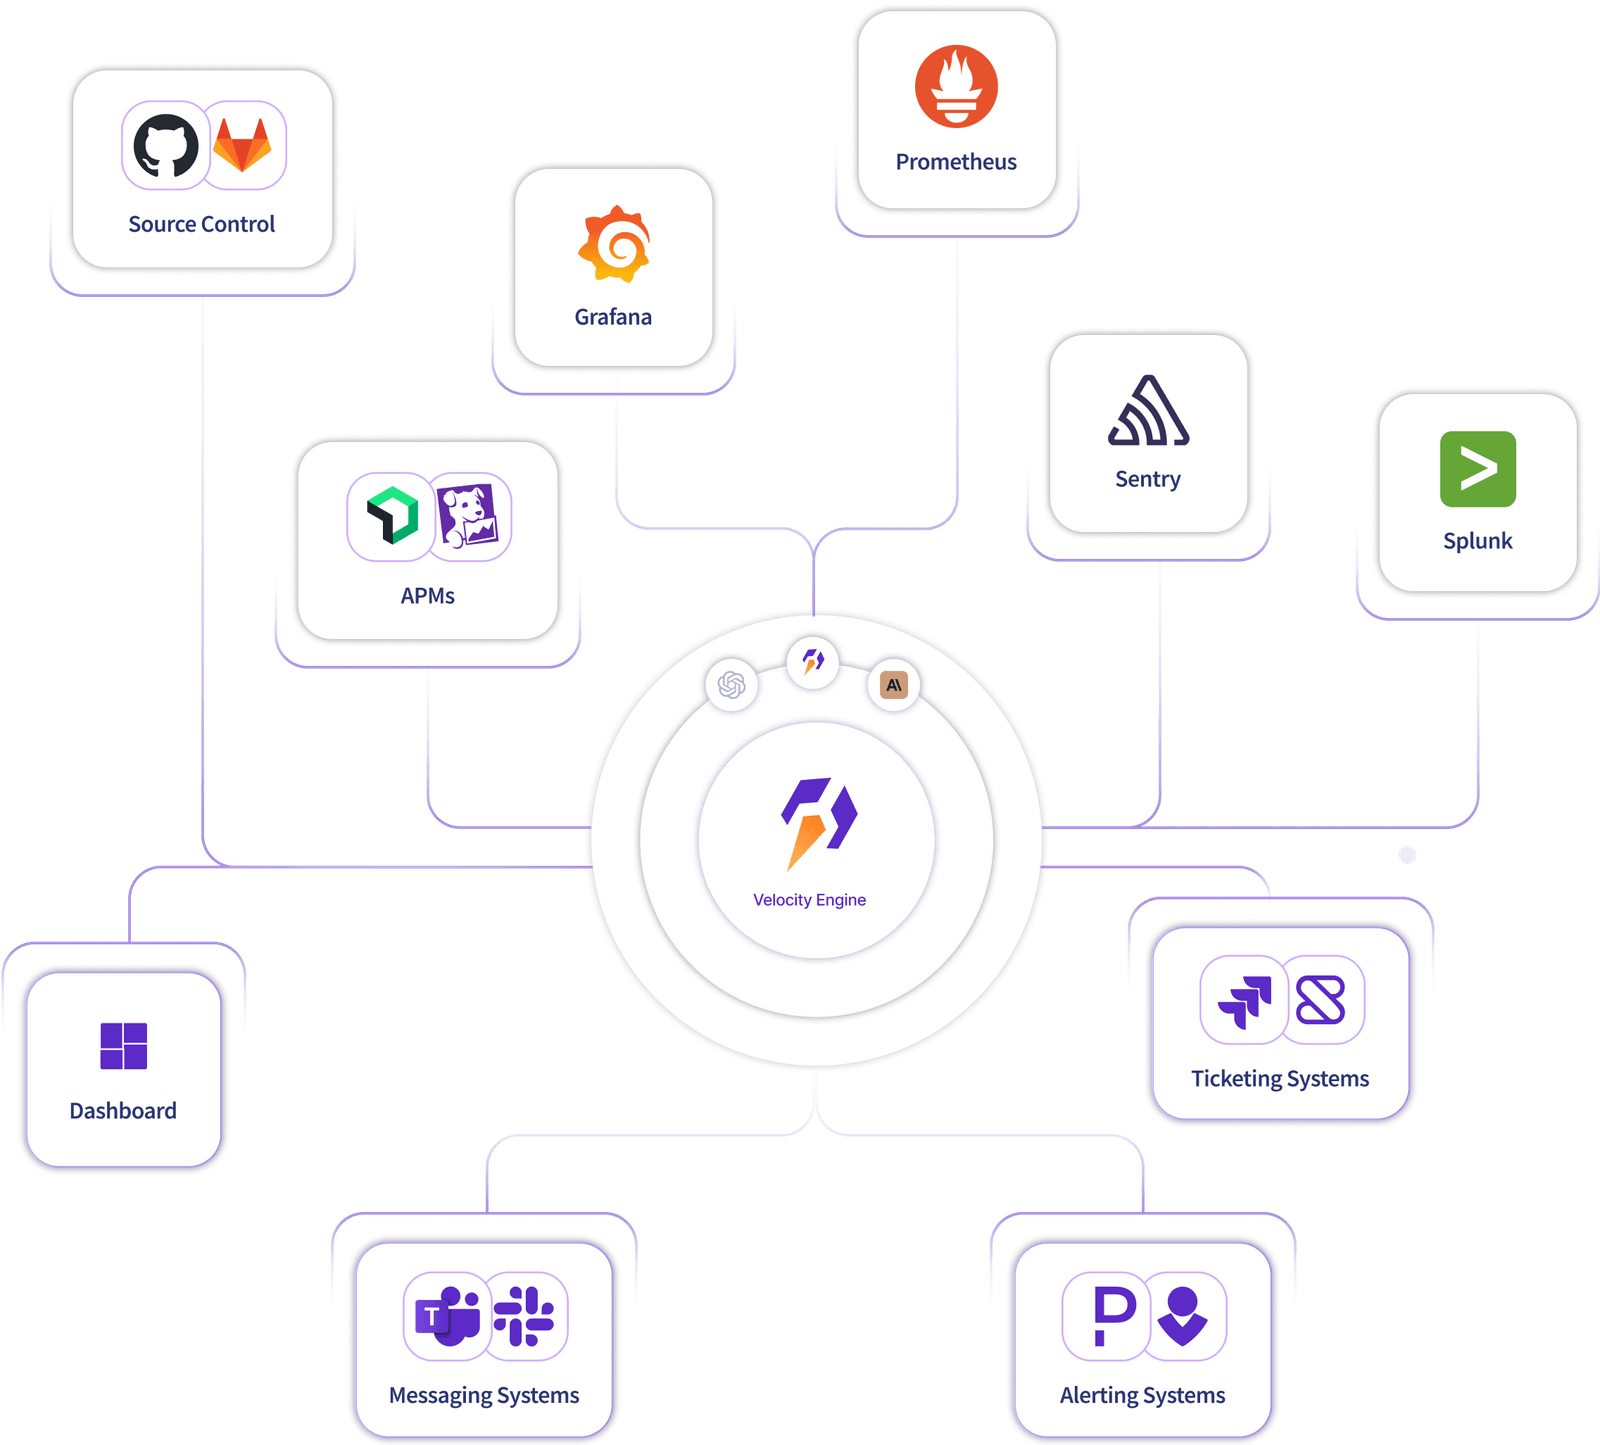 Prometheus
Source Control
Grafana
Sentry
Splunk
APMs
A\
Velocity Engine
Ticketing Systems
Dashboard
T
Messaging Systems
Alerting Systems